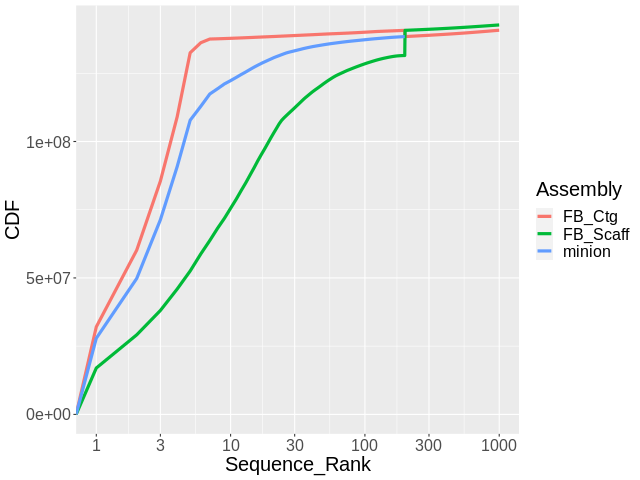 CDF
1e+08
5e+07
0e+00
1 3 10 30 100 300 1000
Sequence_Rank
Assembly
FB_Ctg
FB_Scaff
minion